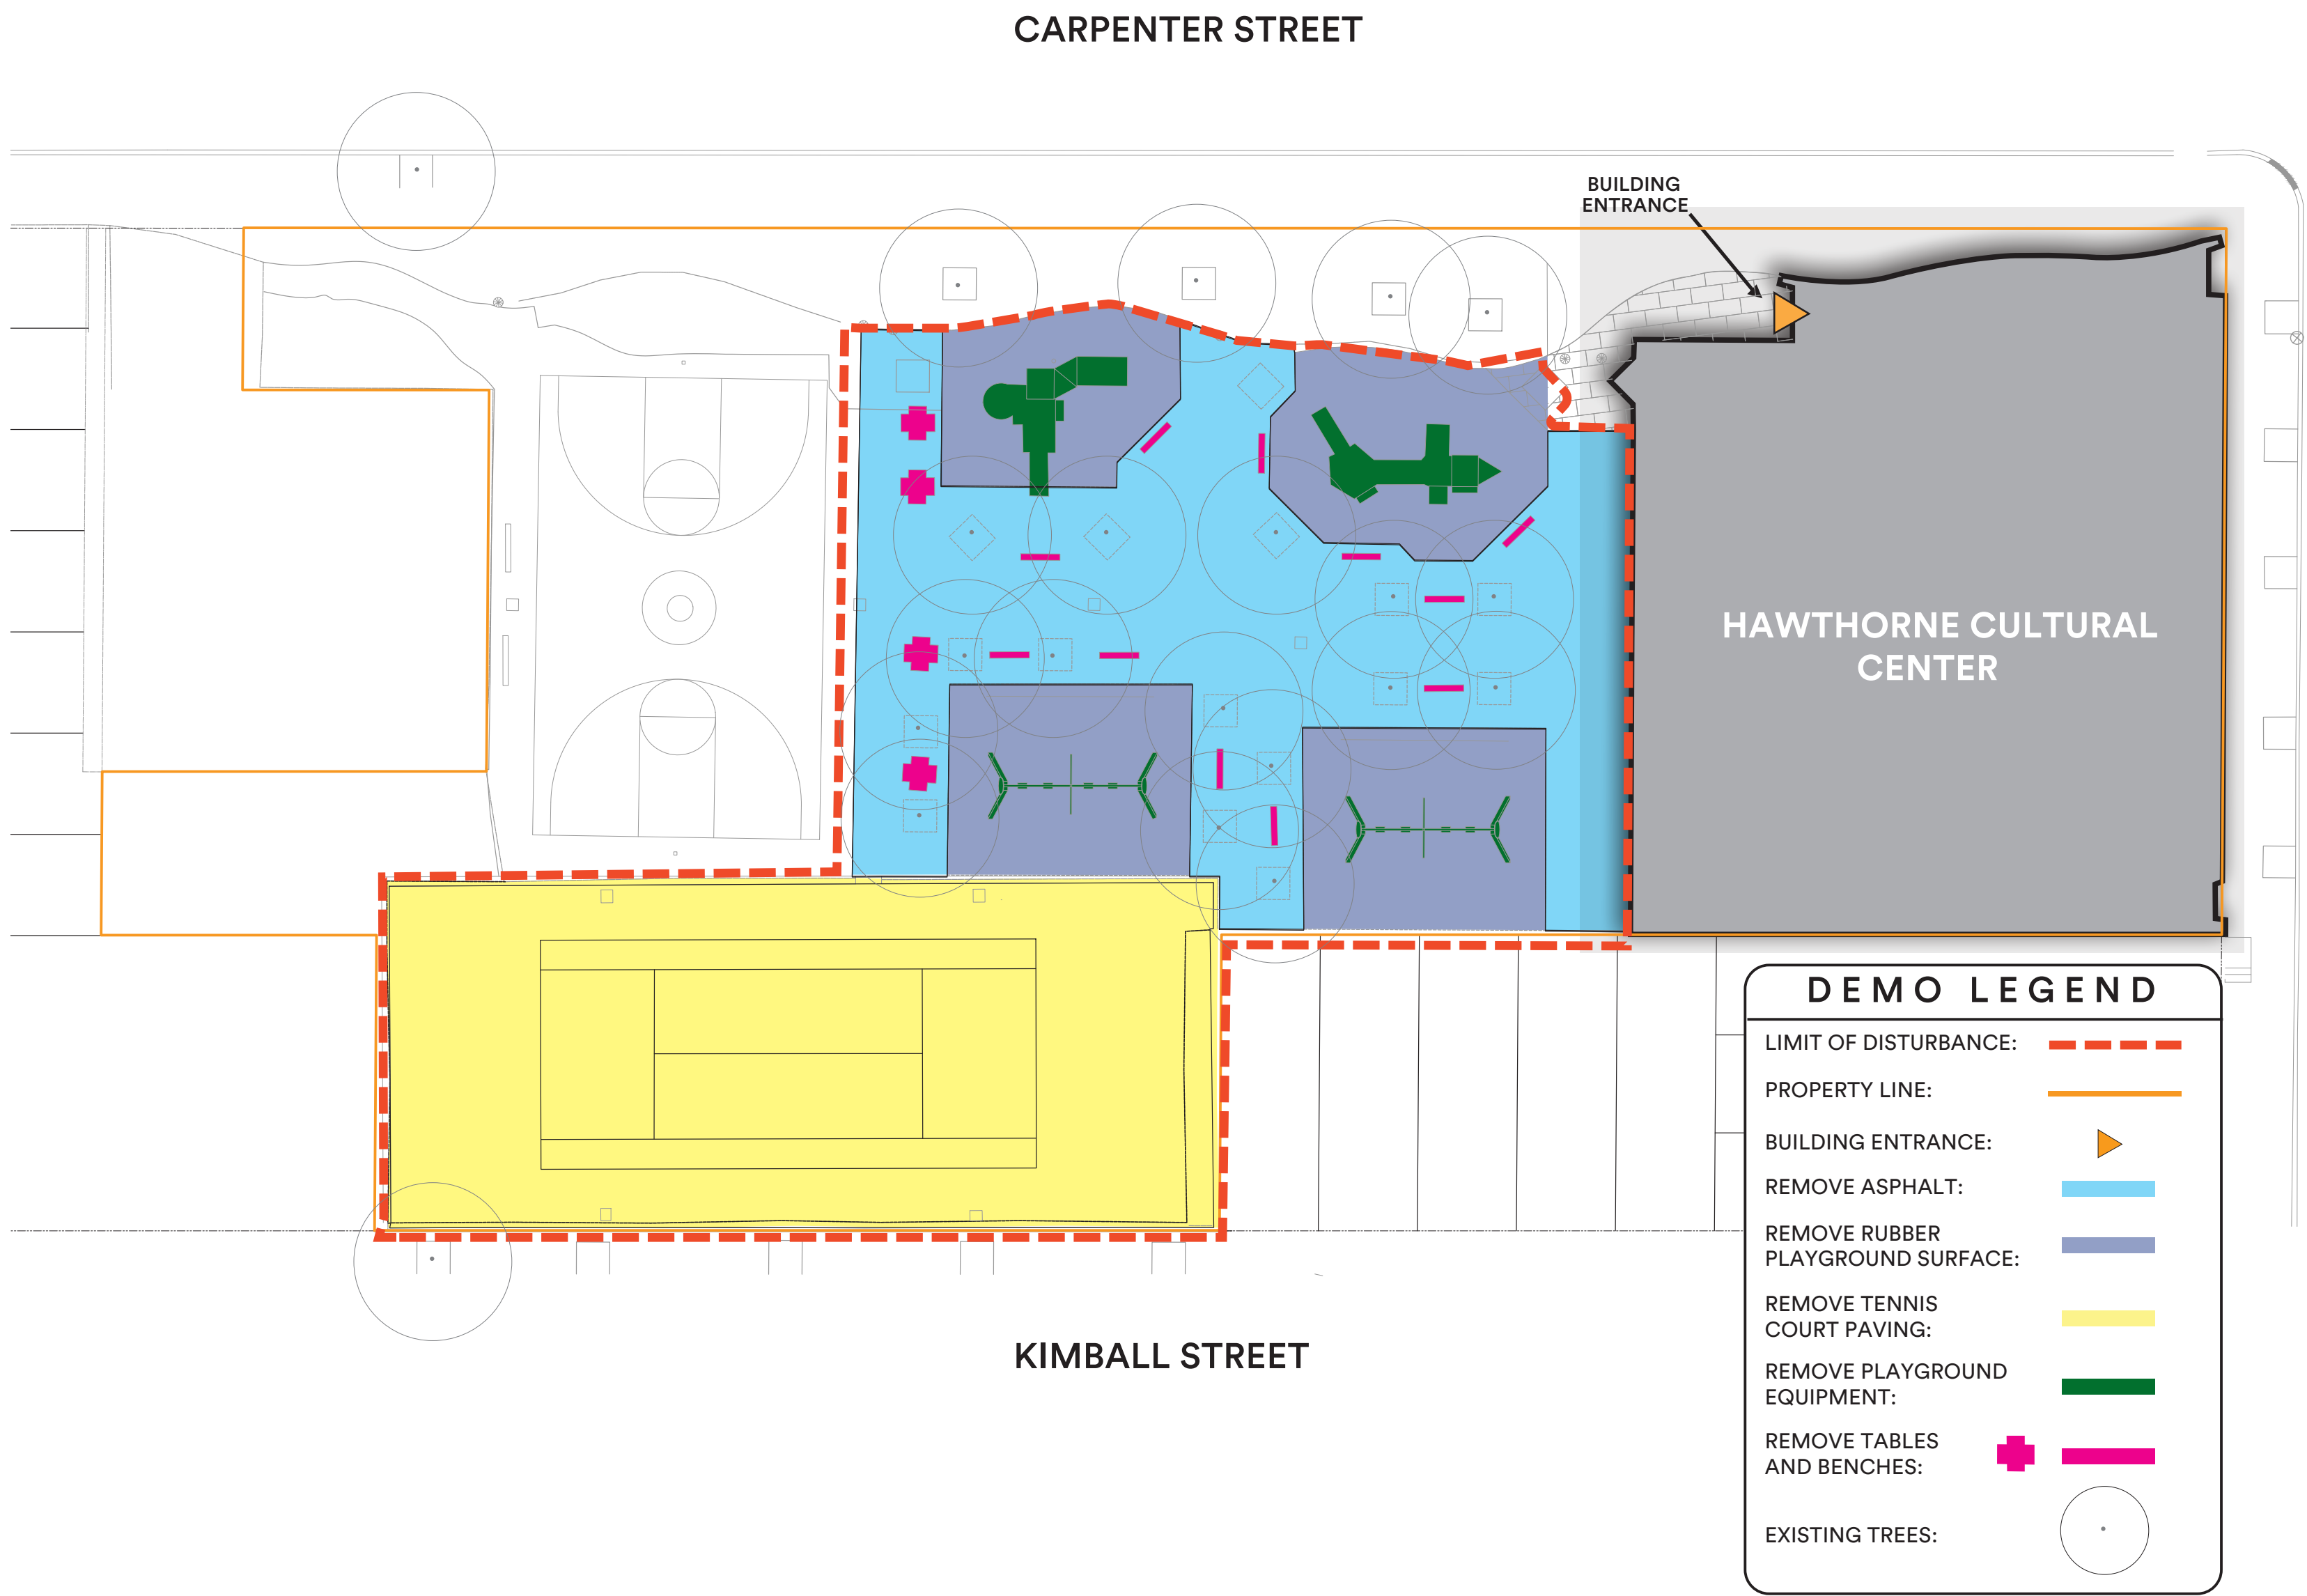 CARPENTER STREET
BUILDING
ENTRANCE
HAWTHORNE CULTURAL
CENTER
DEMO LEGEND
LIMIT OF DISTURBANCE:
PROPERTY LINE:
BUILDING ENTRANCE:
REMOVE ASPHALT:
REMOVE RUBBER
PLAYGROUND SURFACE:
REMOVE TENNIS
COURT PAVING:
REMOVE PLAYGROUND
EQUIPMENT:
REMOVE TABLES
AND BENCHES:
EXISTING TREES:
KIMBALL STREET